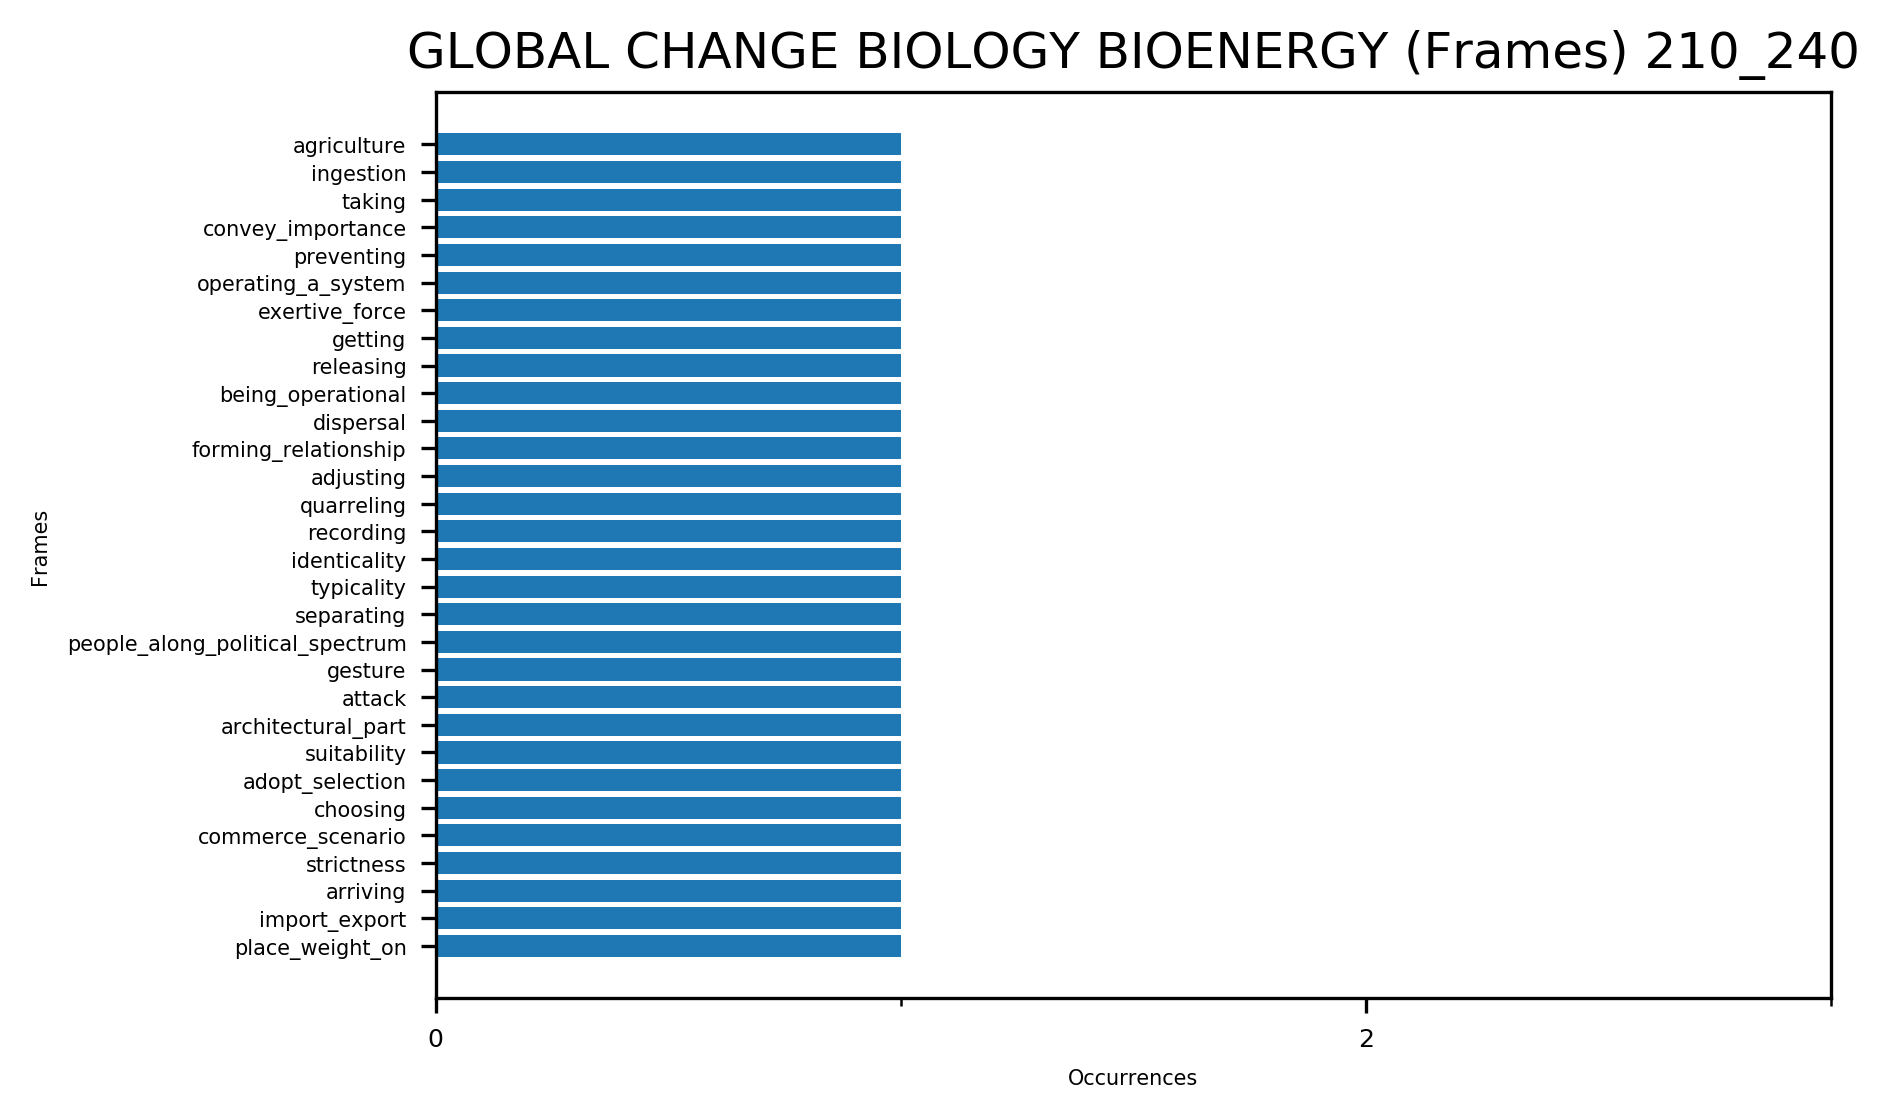 GLOBAL CHANGE BIOLOGY BIOENERGY (Frames) 210_240
agriculture
ingestion
taking
convey_importance
preventing
operating_a_system
exertive_force
getting
releasing
being_operational
dispersal
forming_relationship
adjusting
quarreling
recording
identicality
typicality
separating
people_along_political_spectrum
gesture
attack
architectural_part
suitability
adopt_selection
choosing
commerce_scenario
strictness
arriving
import_export
place_weight_on
Frames
0 2
Occurrences